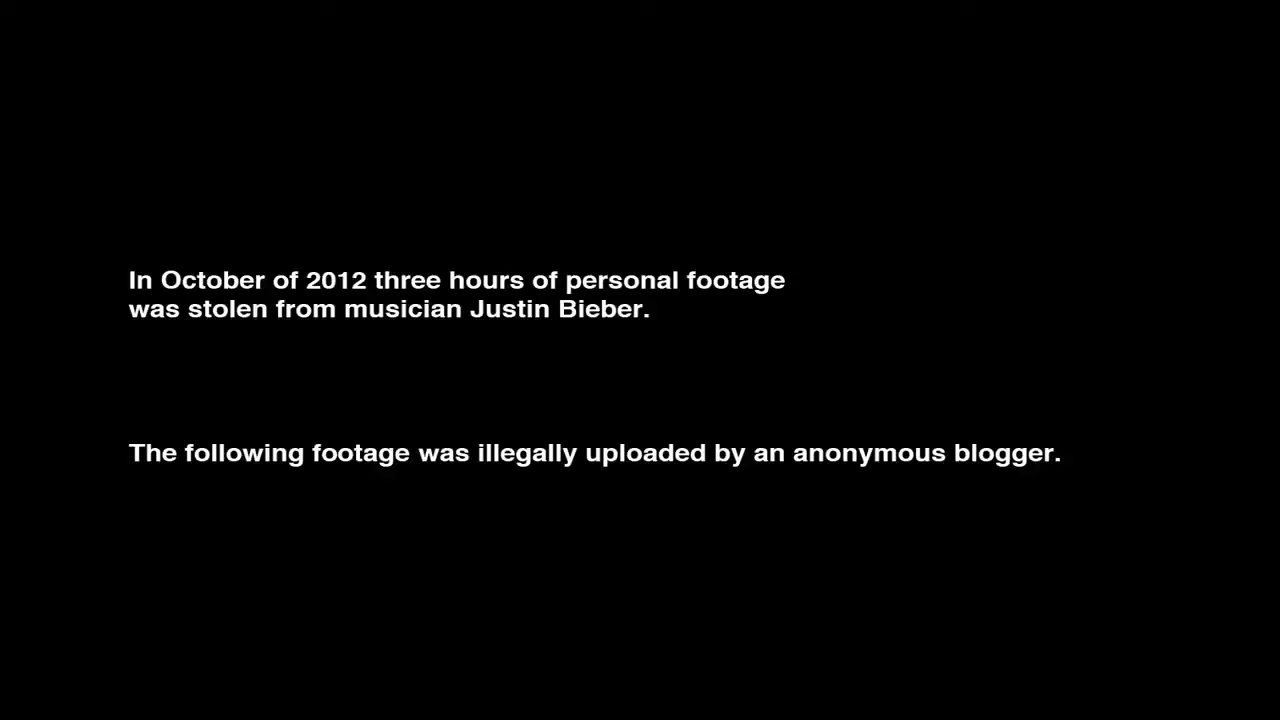 In October of 2012 three hours of personal footage
was stolen from musician Justin Bieber.
The following footage was illegally uploaded by an anonymous blogger.